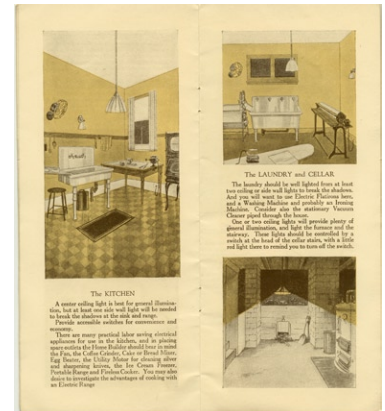 The KITCHEN
A center ceiling light is best for general illumina-
tion, but at least one side wall light will be needed
to break the shadows at the sink and range.
Provide accessible switches for convenience and
economy.
There are many practical labor saving electrical
appliances for use in the kitchen, and in placing
spare outlets the Home Builder should bear in mind
the Fan, the Coffee Grinder, Cake or Bread Mixer,
Egg Beater, the Utility Motor for cleaning silver
and sharpening knives, the Ice Cream Freezer,
Portable Range and Fireless Cooker. You may also
desire to investigate the advantages of cooking with
an Electric Range
The LAUNDRY and CELLAR
The laundry should be well lighted from at least
two ceiling or side wall lights to break the shadows.
And you will want to use Electric Flatirons here,
and a Washing Machine and probably an Ironing
Machine. Consider also the stationary Vacuum
Cleaner piped through the house.
One or two ceiling lights will provide plenty of
general illumination, and light the furnace and the
stairway. These lights should be controlled by a
switch at the head of the cellar stairs, with a little
red light there to remind you to turn off the switch.